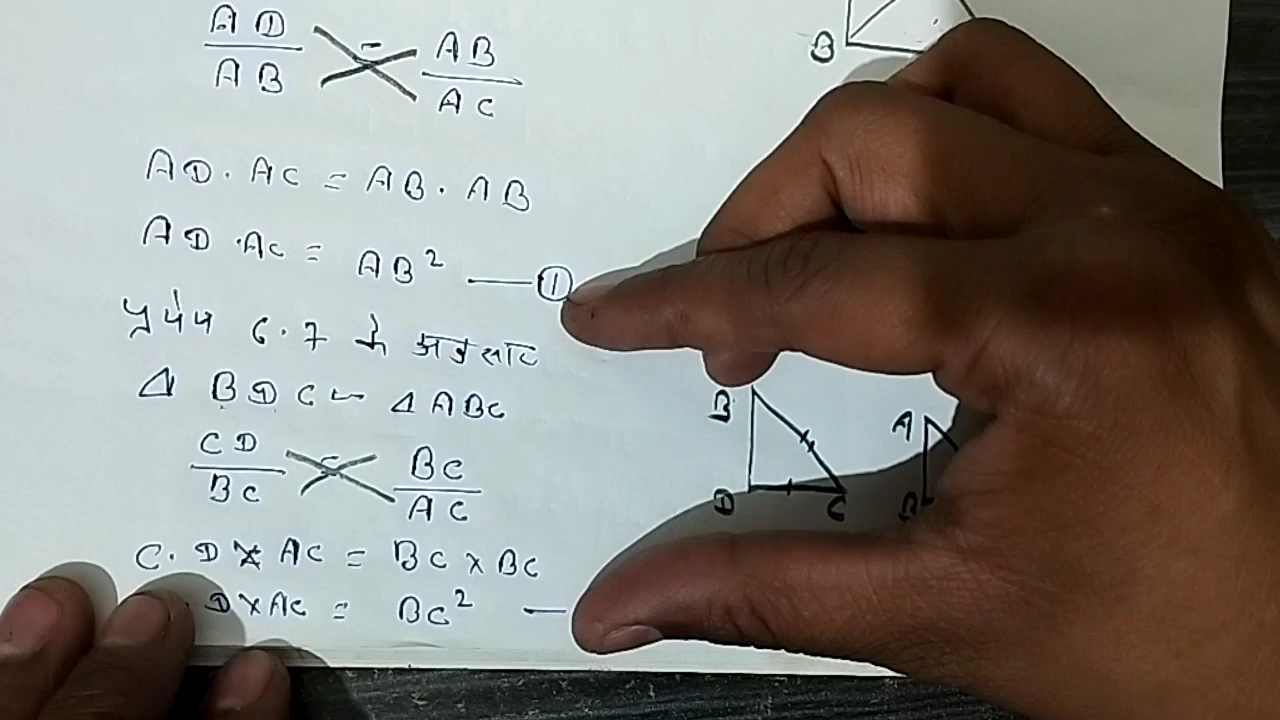 AD/AB = AB/AC
B
AD · AC = AB · AB
AD · AC = AB² — ①
प्रमेय 6.7 के अनुसार
Δ BDC ~ Δ ABC
B
A
CD/BC = BC/AC
D C
B
C · D × AC = BC × BC
D × AC = BC² —